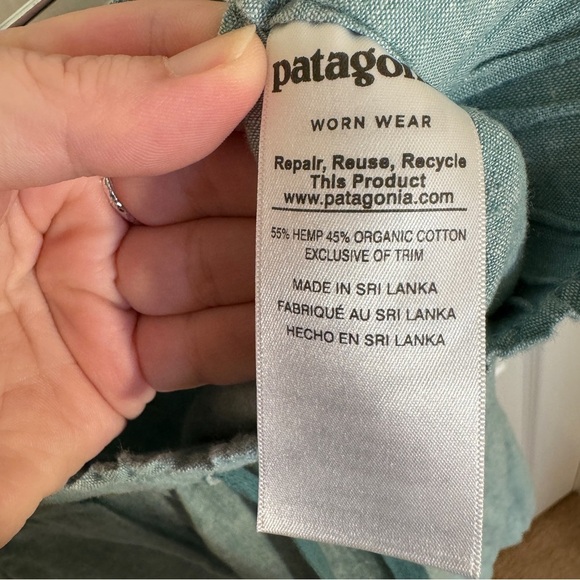 patagonia
WORN WEAR
Repair, Reuse, Recycle
This Product
www.patagonia.com
55% HEMP 45% ORGANIC COTTON
EXCLUSIVE OF TRIM
MADE IN SRI LANKA
FABRIQUÉ AU SRI LANKA
HECHO EN SRI LANKA